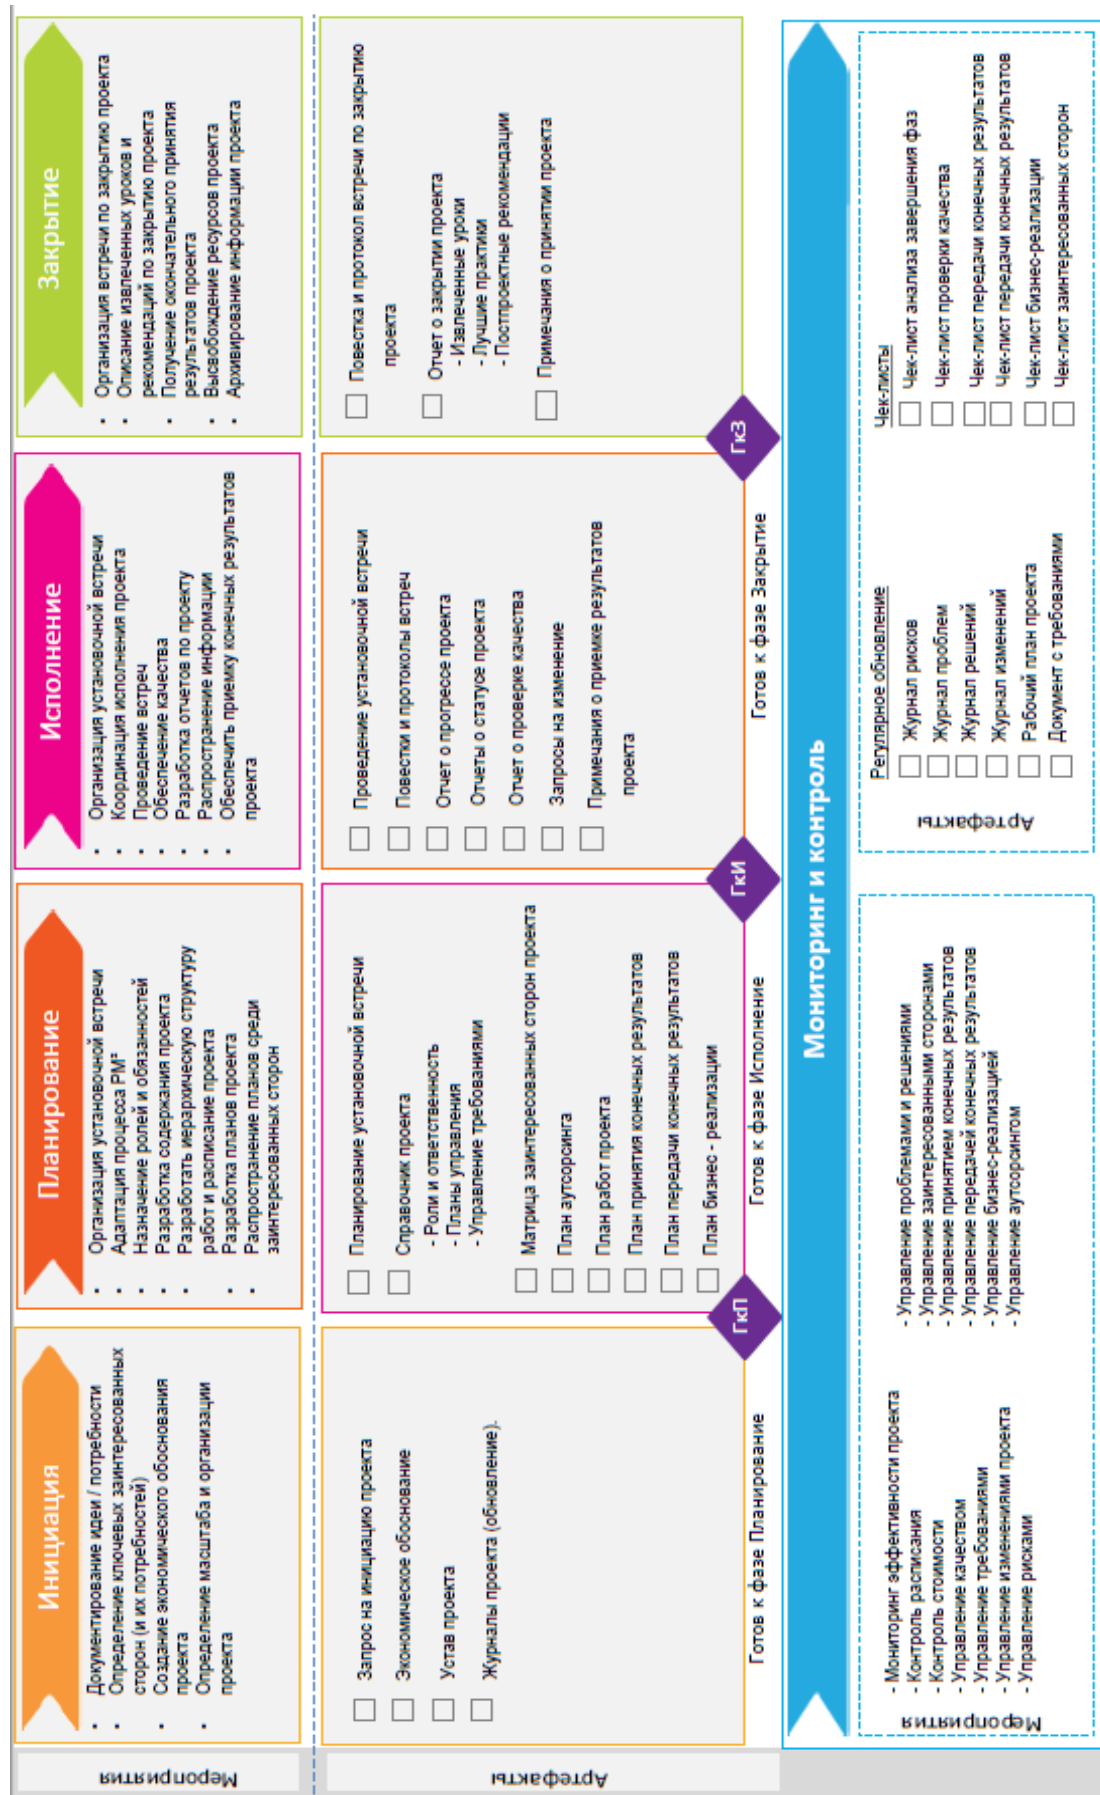 Инициация
Документирование идеи / потребности
Определение ключевых заинтересованных
сторон (и их потребностей)
Создание экономического обоснования
проекта
Определение масштаба и организации
проекта
Планирование
Организация установочной встречи
Адаптация процесса PM²
Назначение ролей и обязанностей
Разработка содержания проекта
Разработать иерархическую структуру
работ и расписание проекта
Разработка планов проекта
Распространение планов среди
заинтересованных сторон
Исполнение
Организация установочной встречи
Координация исполнения проекта
Проведение встреч
Обеспечение качества
Разработка отчетов по проекту
Распространение информации
Обеспечить приемку конечных результатов
проекта
Закрытие
Организация встречи по закрытию проекта
Описание извлеченных уроков и
рекомендаций по закрытию проекта
Получение окончательного принятия
результатов проекта
Высвобождение ресурсов проекта
Архивирование информации проекта
Мероприятия
Артефакты
Запрос на инициацию проекта
Экономическое обоснование
Устав проекта
Журналы проекта (обновление).
Планирование установочной встречи
Справочник проекта
- Роли и ответственность
- Планы управления
- Управление требованиями
Матрица заинтересованных сторон проекта
План аутсорсинга
План работ проекта
План принятия конечных результатов
План передачи конечных результатов
План бизнес - реализации
Проведение установочной встречи
Повестки и протоколы встреч
Отчет о прогрессе проекта
Отчеты о статусе проекта
Отчет о проверке качества
Запросы на изменение
Примечания о приемке результатов
проекта
Повестка и протокол встречи по закрытию
проекта
Отчет о закрытии проекта
- Извлеченные уроки
- Лучшие практики
- Постпроектные рекомендации
Примечания о принятии проекта
ГкП
ГкИ
ГкЗ
Готов к фазе Планирование
Готов к фазе Исполнение
Готов к фазе Закрытие
Мониторинг и контроль
Мероприятия
- Мониторинг эффективности проекта
- Контроль расписания
- Контроль стоимости
- Управление качеством
- Управление требованиями
- Управление изменениями проекта
- Управление рисками
- Управление проблемами и решениями
- Управление заинтересованными сторонами
- Управление принятием конечных результатов
- Управление передачей конечных результатов
- Управление бизнес-реализацией
- Управление аутсорсингом
Артефакты
Регулярное обновление
Журнал рисков
Журнал проблем
Журнал решений
Журнал изменений
Рабочий план проекта
Документ с требованиями
Чек-листы
Чек-лист анализа завершения фаз
Чек-лист проверки качества
Чек-лист передачи конечных результатов
Чек-лист передачи конечных результатов
Чек-лист бизнес-реализации
Чек-лист заинтересованных сторон